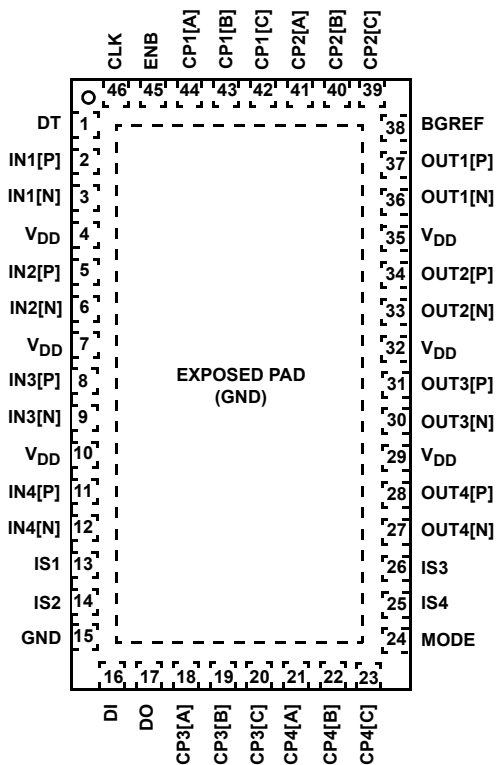 CLK
ENB
CP1[A]
CP1[B]
CP1[C]
CP2[A]
CP2[B]
CP2[C]
46
45
44
43
42
41
40
39
DT 1
IN1[P] 2
IN1[N] 3
VDD 4
IN2[P] 5
IN2[N] 6
VDD 7
IN3[P] 8
IN3[N] 9
VDD 10
IN4[P] 11
IN4[N] 12
IS1 13
IS2 14
GND 15
EXPOSED PAD
(GND)
38 BGREF
37 OUT1[P]
36 OUT1[N]
35 VDD
34 OUT2[P]
33 OUT2[N]
32 VDD
31 OUT3[P]
30 OUT3[N]
29 VDD
28 OUT4[P]
27 OUT4[N]
26 IS3
25 IS4
24 MODE
16
17
18
19
20
21
22
23
DI
DO
CP3[A]
CP3[B]
CP3[C]
CP4[A]
CP4[B]
CP4[C]